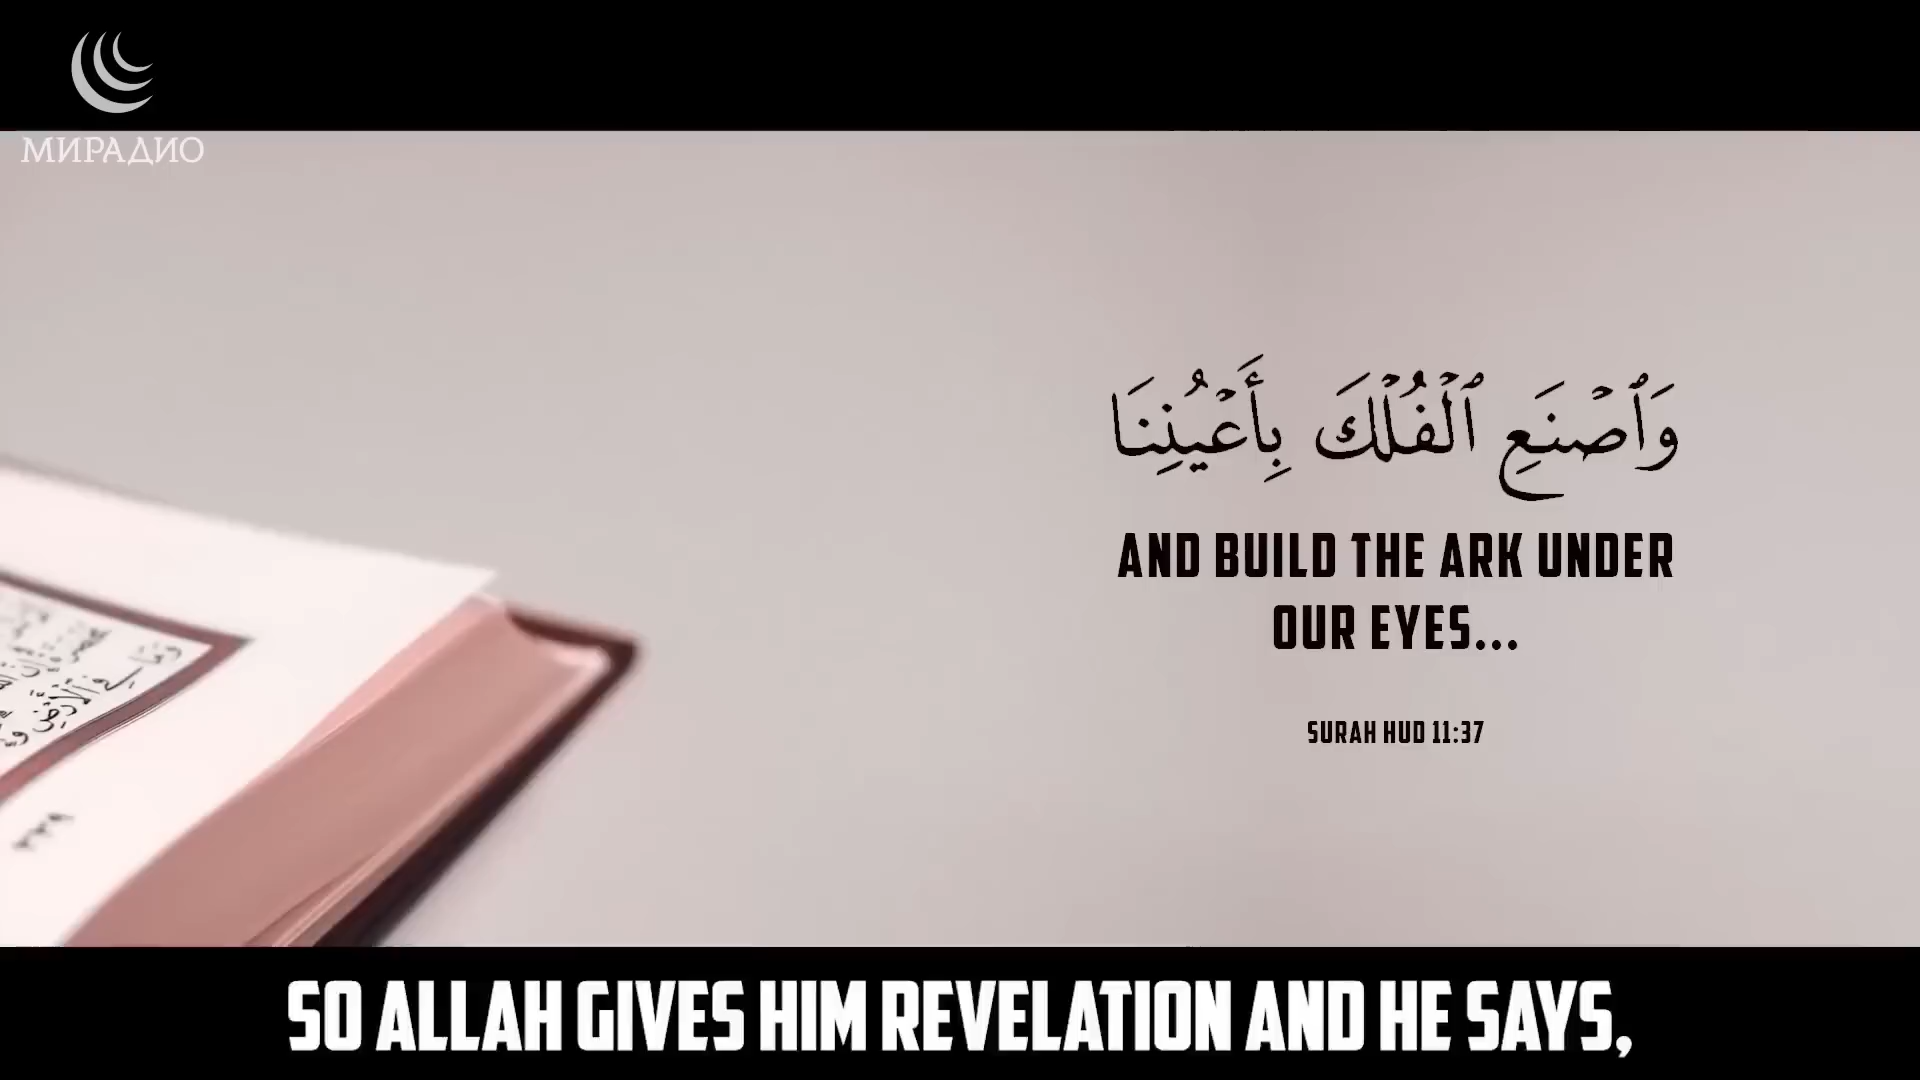 МИРАДИО
وَٱصْنَعِ ٱلْفُلْكَ بِأَعْيُنِنَا
AND BUILD THE ARK UNDER
OUR EYES...
SURAH HUD 11:37
SO ALLAH GIVES HIM REVELATION AND HE SAYS,